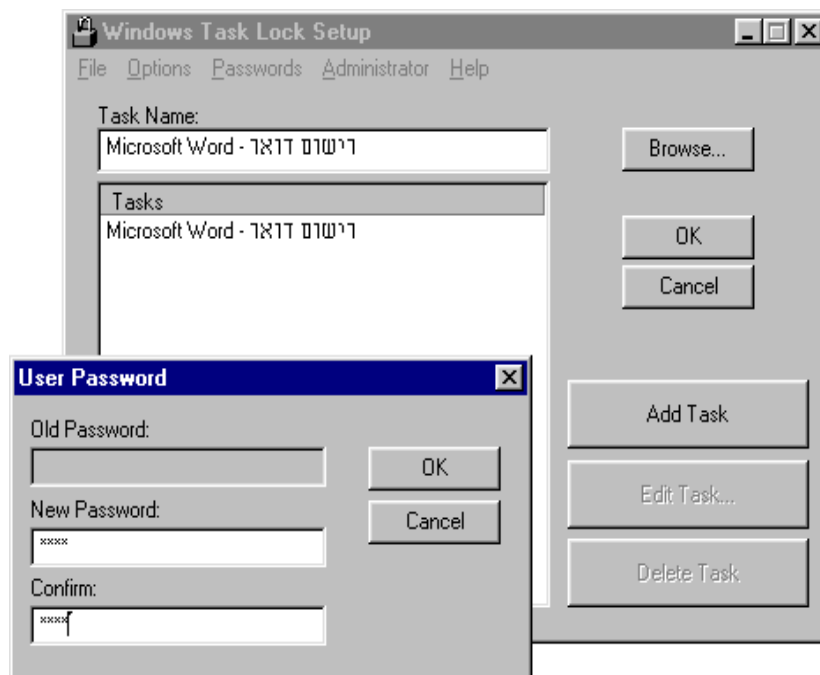 Windows Task Lock Setup
File Options Passwords Administrator Help
Task Name:
Microsoft Word - רישום דואר
Browse...
Tasks
Microsoft Word - רישום דואר
OK
Cancel
Add Task
Edit Task...
Delete Task
User Password
Old Password:
OK
New Password:
Cancel
****
Confirm:
****